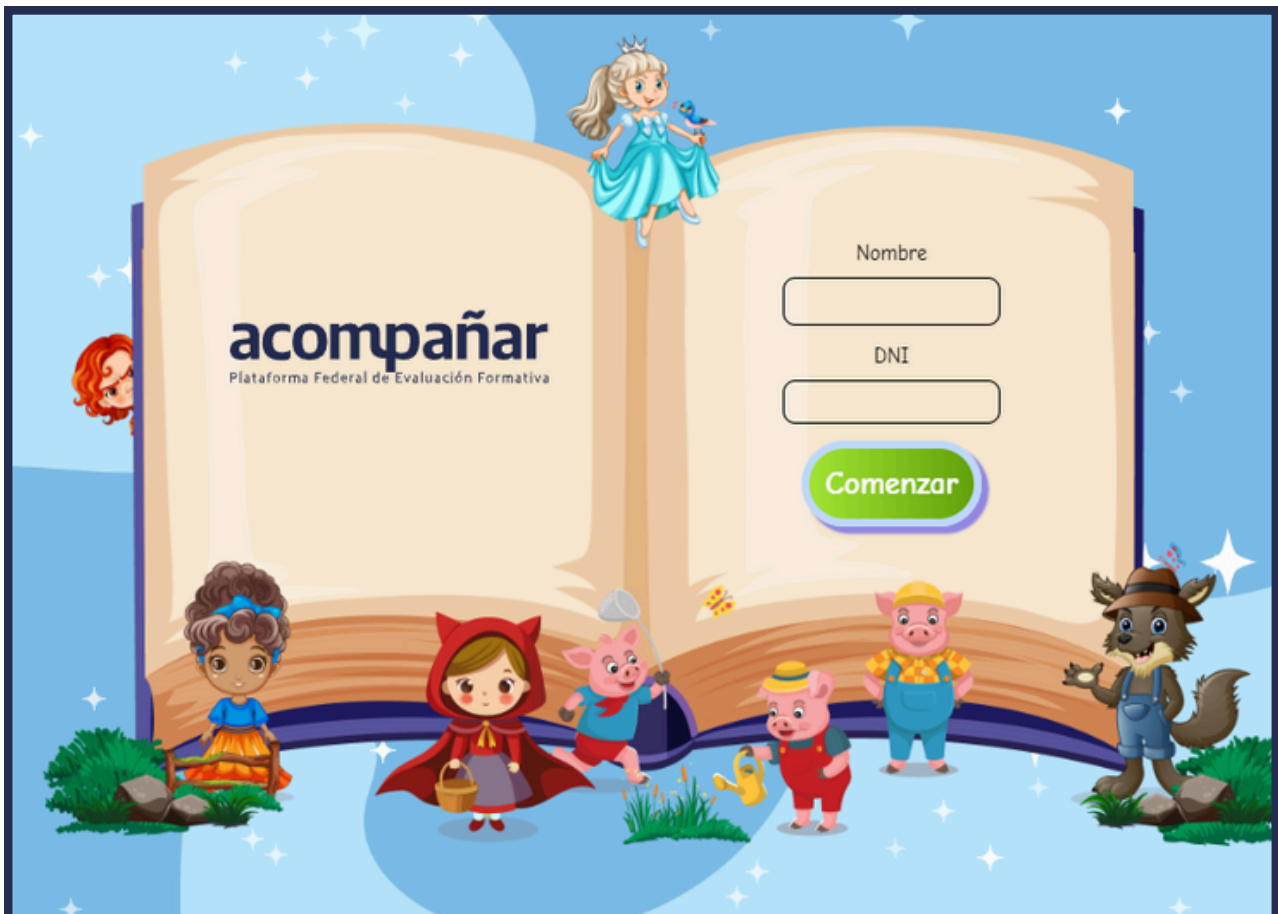 acompañar
Plataforma Federal de Evaluación Formativa
Nombre
DNI
Comenzar